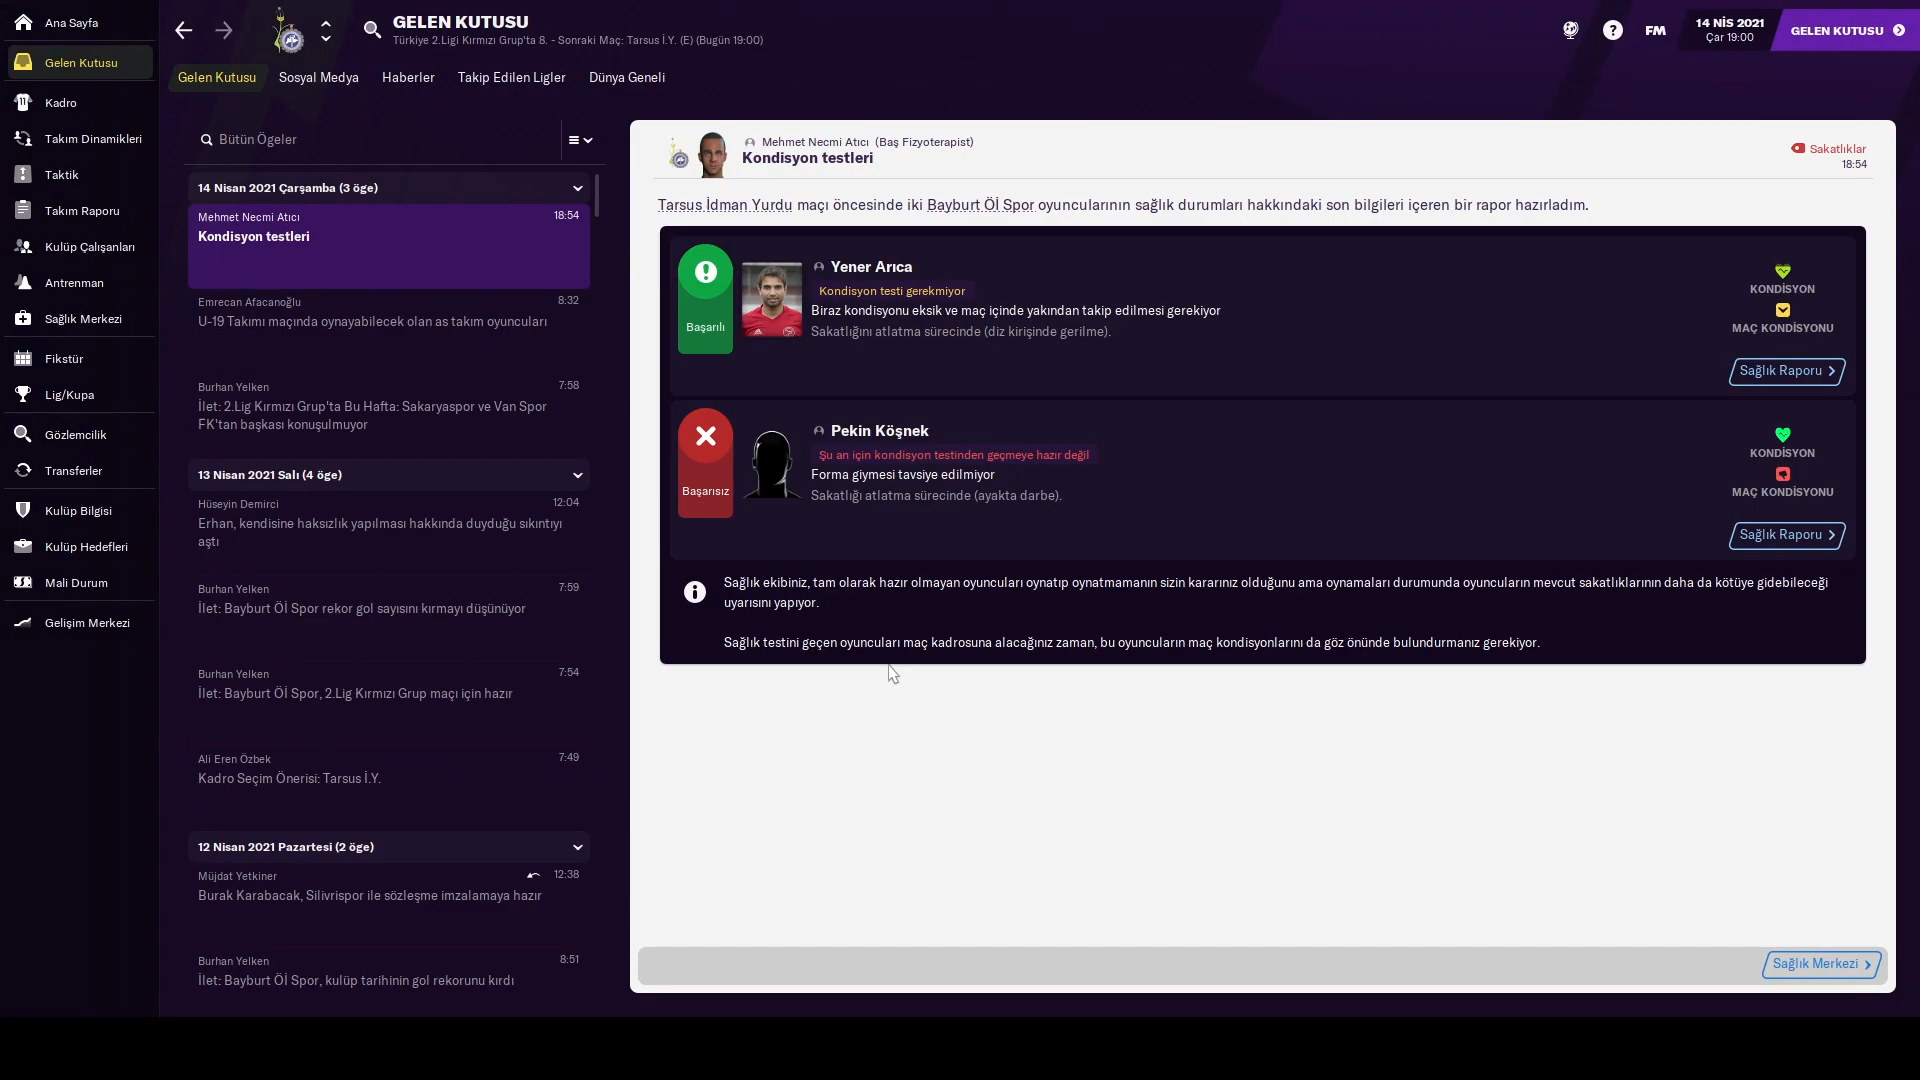 Ana Sayfa
Gelen Kutusu
Kadro
Takım Dinamikleri
Taktik
Takım Raporu
Kulüp Çalışanları
Antrenman
Sağlık Merkezi
Fikstür
Lig/Kupa
Gözlemcilik
Transferler
Kulüp Bilgisi
Kulüp Hedefleri
Mali Durum
Gelişim Merkezi
GELEN KUTUSU
Türkiye 2.Ligi Kırmızı Grup'ta 8. - Sonraki Maç: Tarsus İ.Y. (E) (Bugün 19:00)
FM
14 NİS 2021
Çar 19:00
GELEN KUTUSU
Gelen Kutusu Sosyal Medya Haberler Takip Edilen Ligler Dünya Geneli
Bütün Ögeler
14 Nisan 2021 Çarşamba (3 öge)
Mehmet Necmi Atıcı 18:54
Kondisyon testleri
Emrecan Afacanoğlu 8:32
U-19 Takımı maçında oynayabilecek olan as takım oyuncuları
Burhan Yelken 7:58
İlet: 2.Lig Kırmızı Grup'ta Bu Hafta: Sakaryaspor ve Van Spor
FK'tan başkası konuşulmuyor
13 Nisan 2021 Salı (4 öge)
Hüseyin Demirci 12:04
Erhan, kendisine haksızlık yapılması hakkında duyduğu sıkıntıyı
aştı
Burhan Yelken 7:59
İlet: Bayburt Öİ Spor rekor gol sayısını kırmayı düşünüyor
Burhan Yelken 7:54
İlet: Bayburt Öİ Spor, 2.Lig Kırmızı Grup maçı için hazır
Ali Eren Özbek 7:49
Kadro Seçim Önerisi: Tarsus İ.Y.
12 Nisan 2021 Pazartesi (2 öge)
Müjdat Yetkiner 12:38
Burak Karabacak, Silivrispor ile sözleşme imzalamaya hazır
Burhan Yelken 8:51
İlet: Bayburt Öİ Spor, kulüp tarihinin gol rekorunu kırdı
Mehmet Necmi Atıcı (Baş Fizyoterapist)
Kondisyon testleri
Sakatlıklar
18:54
Tarsus İdman Yurdu maçı öncesinde iki Bayburt Öİ Spor oyuncularının sağlık durumları hakkındaki son bilgileri içeren bir rapor hazırladım.
Başarılı
Yener Arıca
Kondisyon testi gerekmiyor
Biraz kondisyonu eksik ve maç içinde yakından takip edilmesi gerekiyor
Sakatlığını atlatma sürecinde (diz kirişinde gerilme).
KONDİSYON
MAÇ KONDİSYONU
Sağlık Raporu
Başarısız
Pekin Köşnek
Şu an için kondisyon testinden geçmeye hazır değil
Forma giymesi tavsiye edilmiyor
Sakatlığı atlatma sürecinde (ayakta darbe).
KONDİSYON
MAÇ KONDİSYONU
Sağlık Raporu
Sağlık ekibiniz, tam olarak hazır olmayan oyuncuları oynatıp oynatmamanın sizin kararınız olduğunu ama oynamaları durumunda oyuncuların mevcut sakatlıklarının daha da kötüye gidebileceği
uyarısını yapıyor.
Sağlık testini geçen oyuncuları maç kadrosuna alacağınız zaman, bu oyuncuların maç kondisyonlarını da göz önünde bulundurmanız gerekiyor.
Sağlık Merkezi